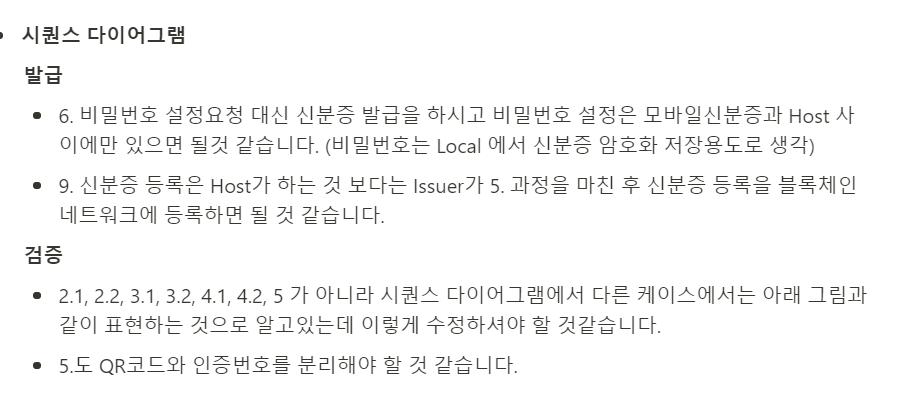 시퀀스 다이어그램
발급
6. 비밀번호 설정요청 대신 신분증 발급을 하시고 비밀번호 설정은 모바일신분증과 Host 사
이에만 있으면 될것 같습니다. (비밀번호는 Local 에서 신분증 암호화 저장용도로 생각)
9. 신분증 등록은 Host가 하는 것 보다는 Issuer가 5. 과정을 마친 후 신분증 등록을 블록체인
네트워크에 등록하면 될 것 같습니다.
검증
2.1, 2.2, 3.1, 3.2, 4.1, 4.2, 5 가 아니라 시퀀스 다이어그램에서 다른 케이스에서는 아래 그림과
같이 표현하는 것으로 알고있는데 이렇게 수정하셔야 할 것같습니다.
5.도 QR코드와 인증번호를 분리해야 할 것 같습니다.